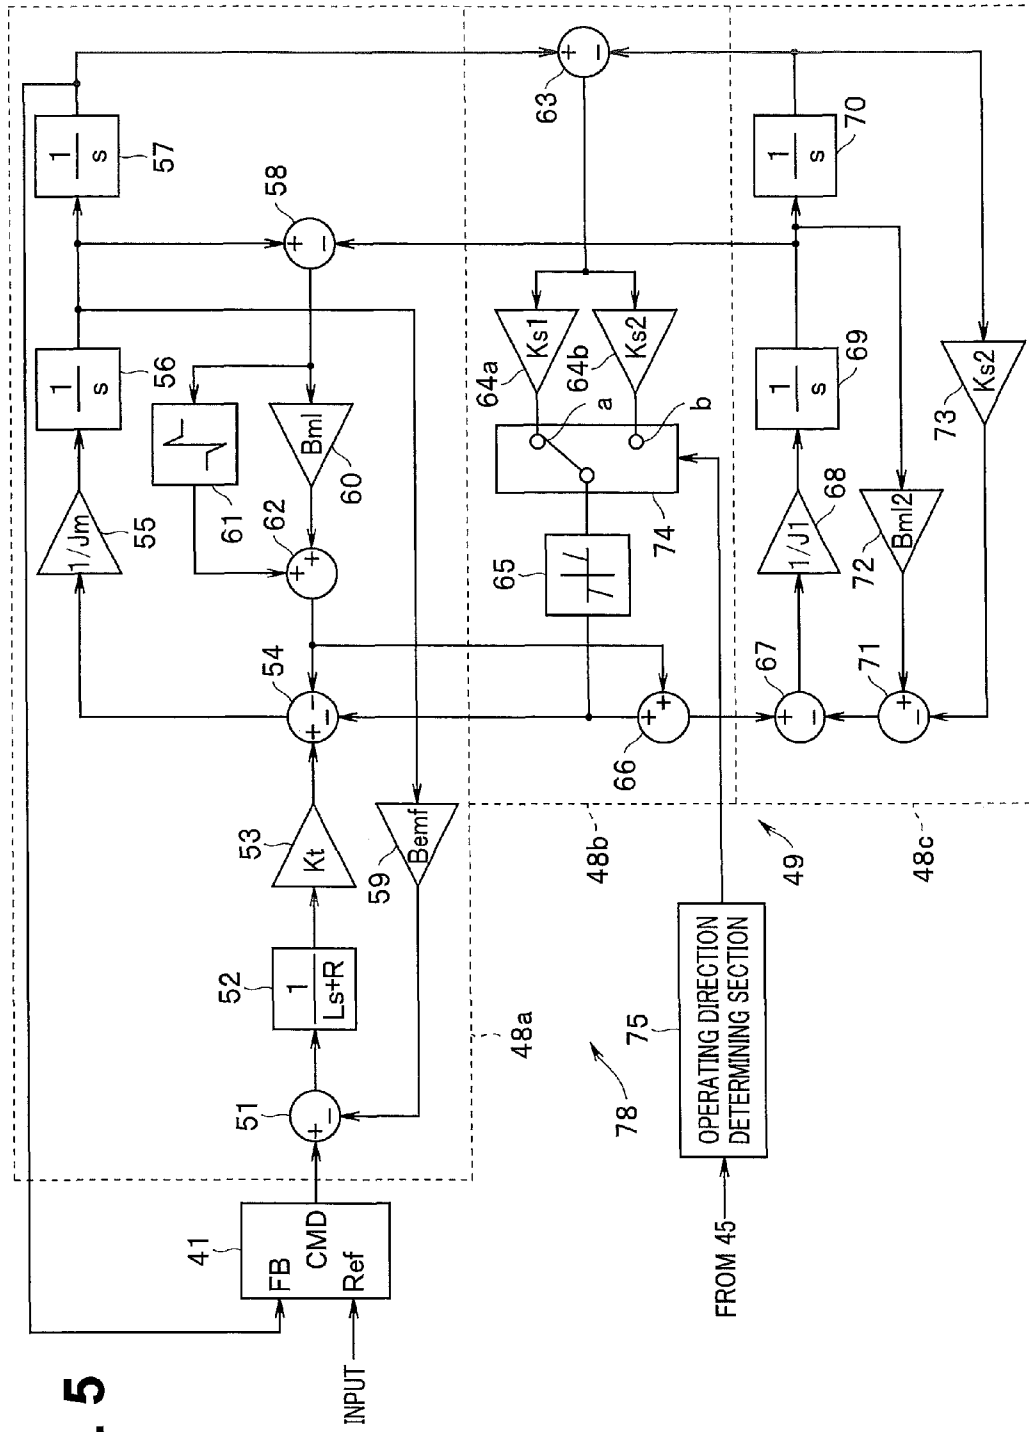 . 5
INPUT
41
FB
CMD
Ref
51
+
−
52
1
Ls+R
53
Kt
59
Bemf
54
+
−
−
55
1/Jm
56
1
s
57
1
s
58
+
−
60
Bml
61
62
+
+
48a
63
+
−
64a
Ks1
64b
Ks2
a
b
74
65
66
+
+
48b
67
+
−
68
1/J1
69
1
s
70
1
s
71
+
−
72
Bml2
73
Ks2
48c
49
78
75
OPERATING DIRECTION
DETERMINING SECTION
FROM 45